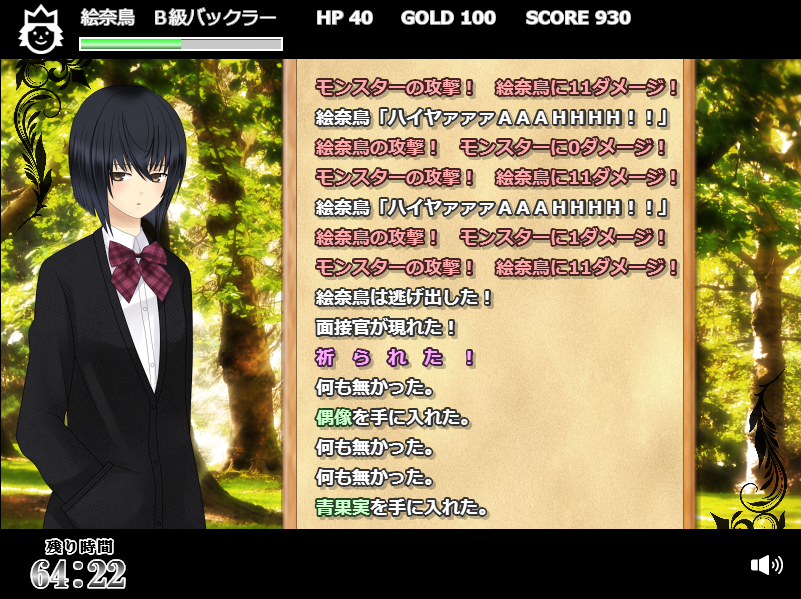 絵奈鳥　Ｂ級バックラー　HP 40　GOLD 100　SCORE 930
モンスターの攻撃！　絵奈鳥に11ダメージ！
絵奈鳥「ハイヤァァァＡＡＡＨＨＨＨ！！」
絵奈鳥の攻撃！　モンスターに0ダメージ！
モンスターの攻撃！　絵奈鳥に11ダメージ！
絵奈鳥「ハイヤァァァＡＡＡＨＨＨＨ！！」
絵奈鳥の攻撃！　モンスターに1ダメージ！
モンスターの攻撃！　絵奈鳥に11ダメージ！
絵奈鳥は逃げ出した！
面接官が現れた！
祈　ら　れ　た　！
何も無かった。
偶像を手に入れた。
何も無かった。
何も無かった。
青果実を手に入れた。
残り時間
64:22